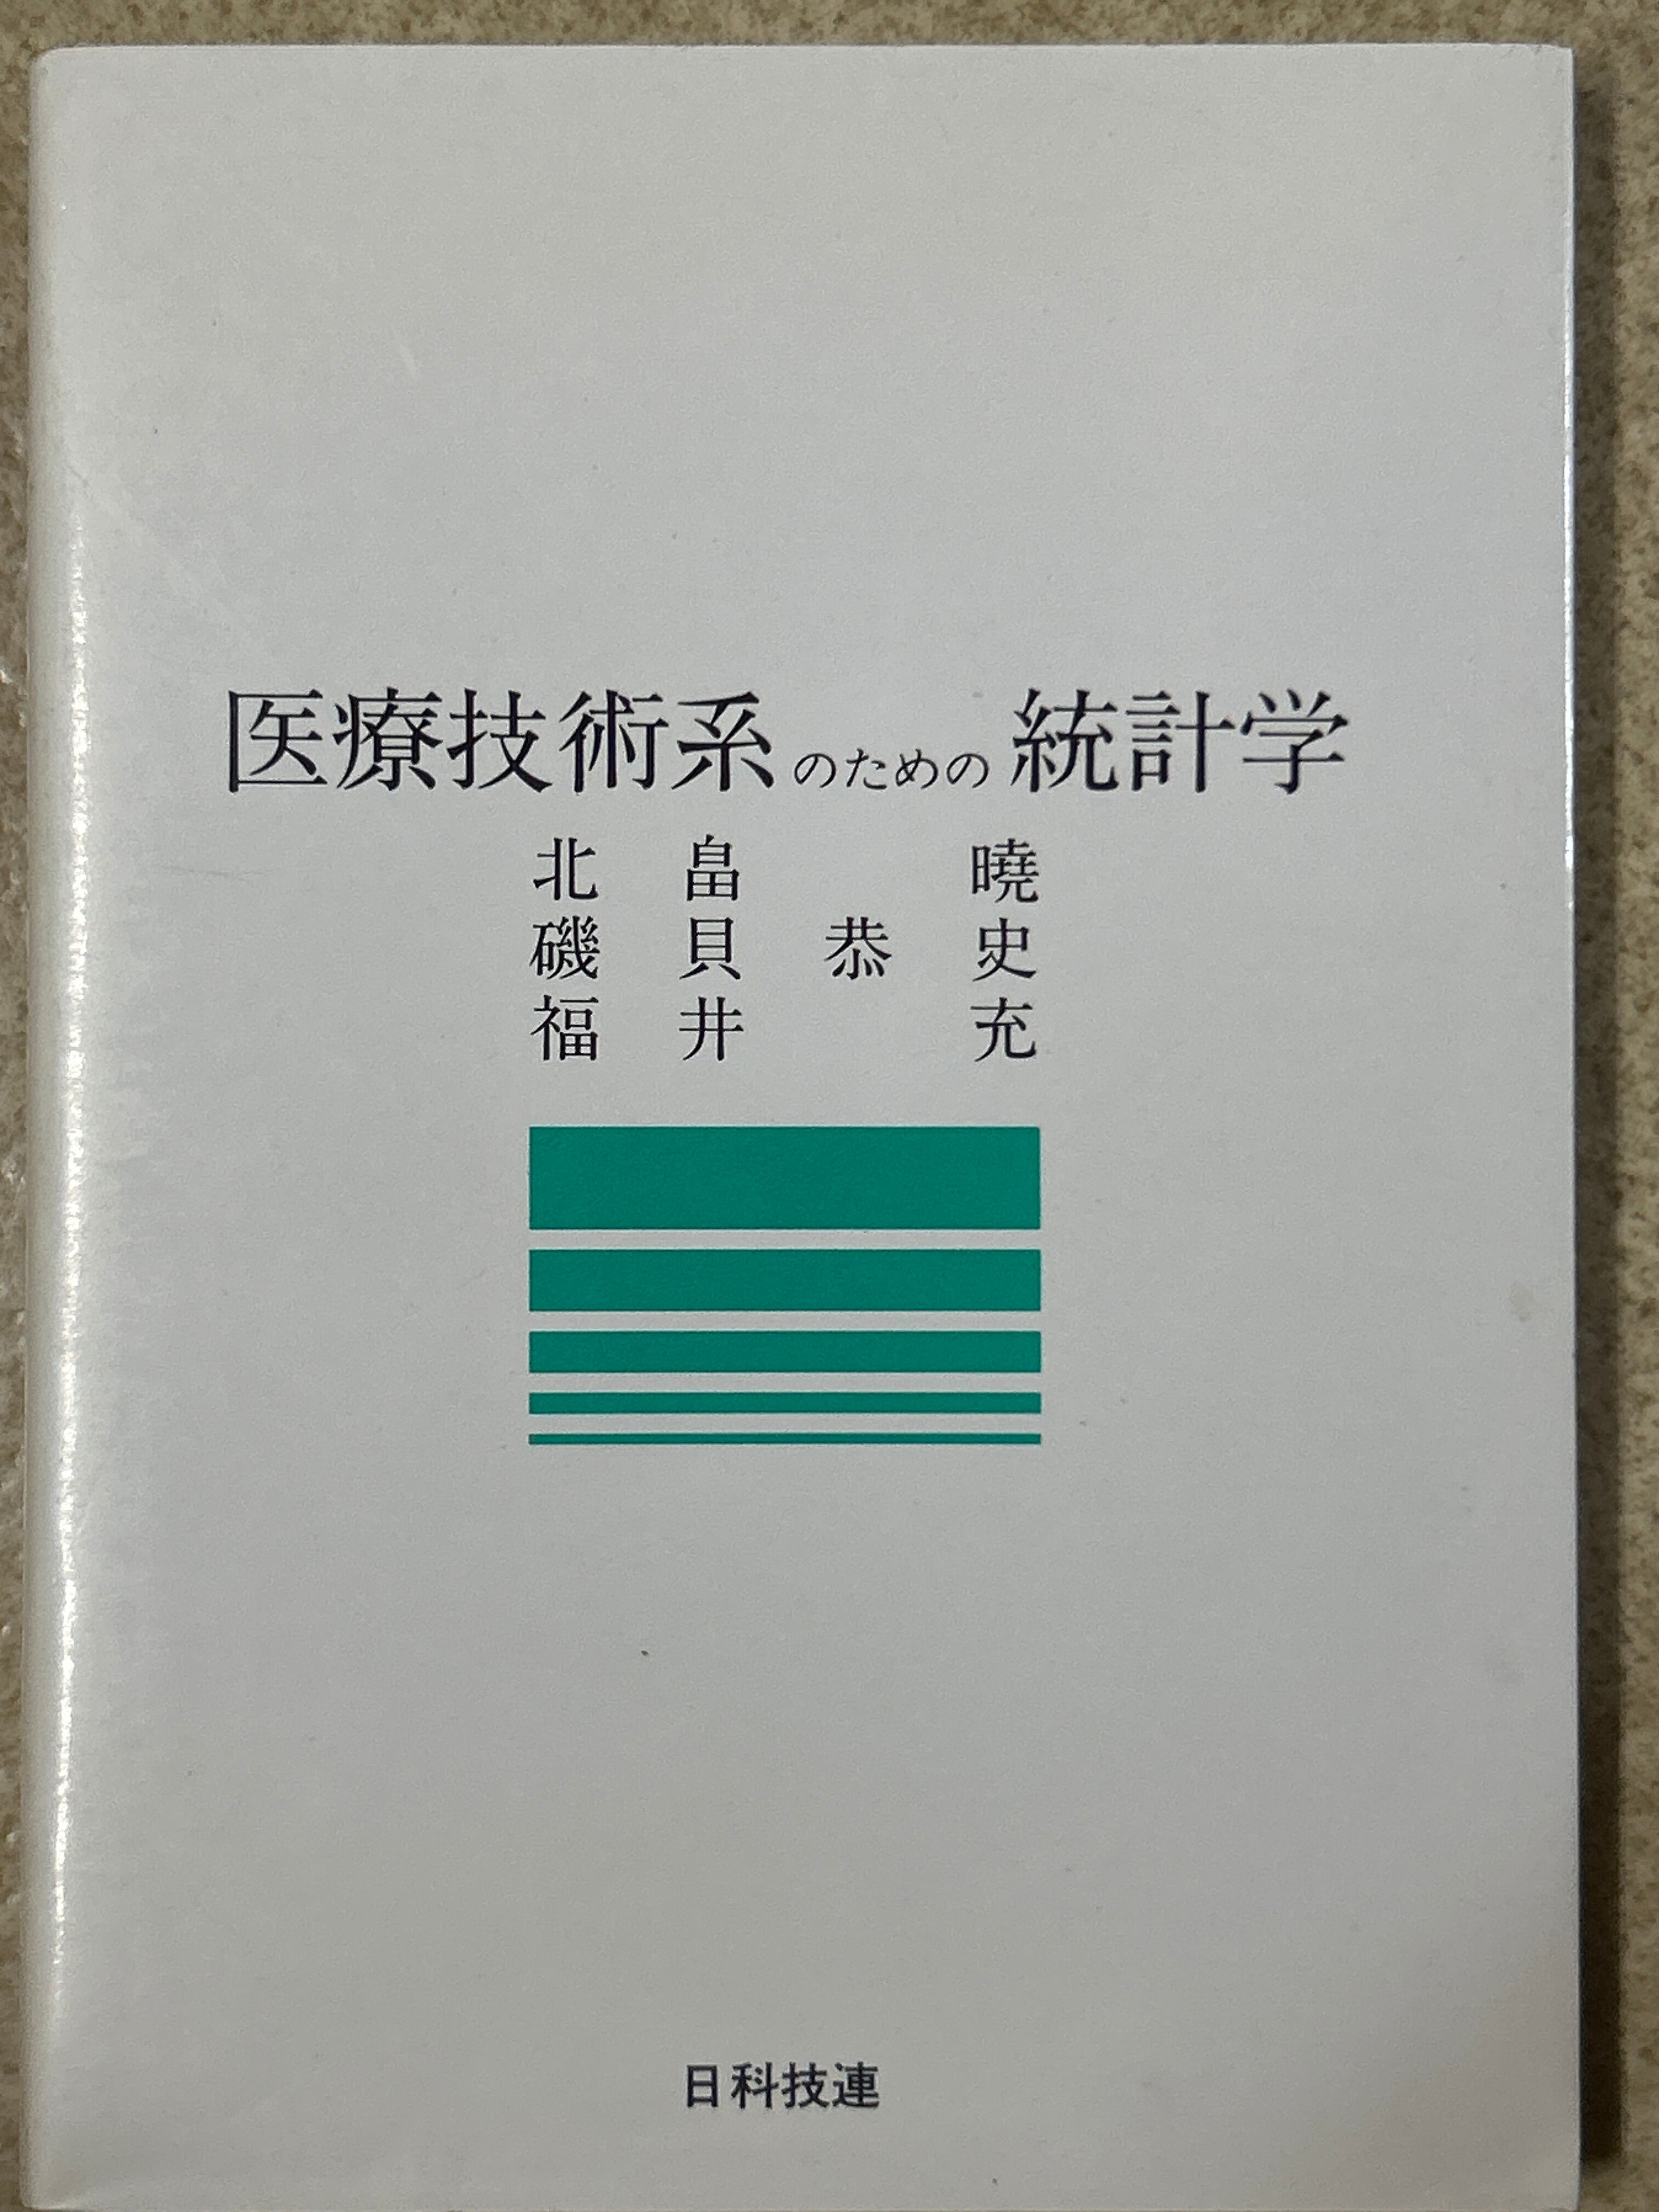 医療技術系のための統計学
北畠 曉
磯貝恭史
福井 充
日科技連